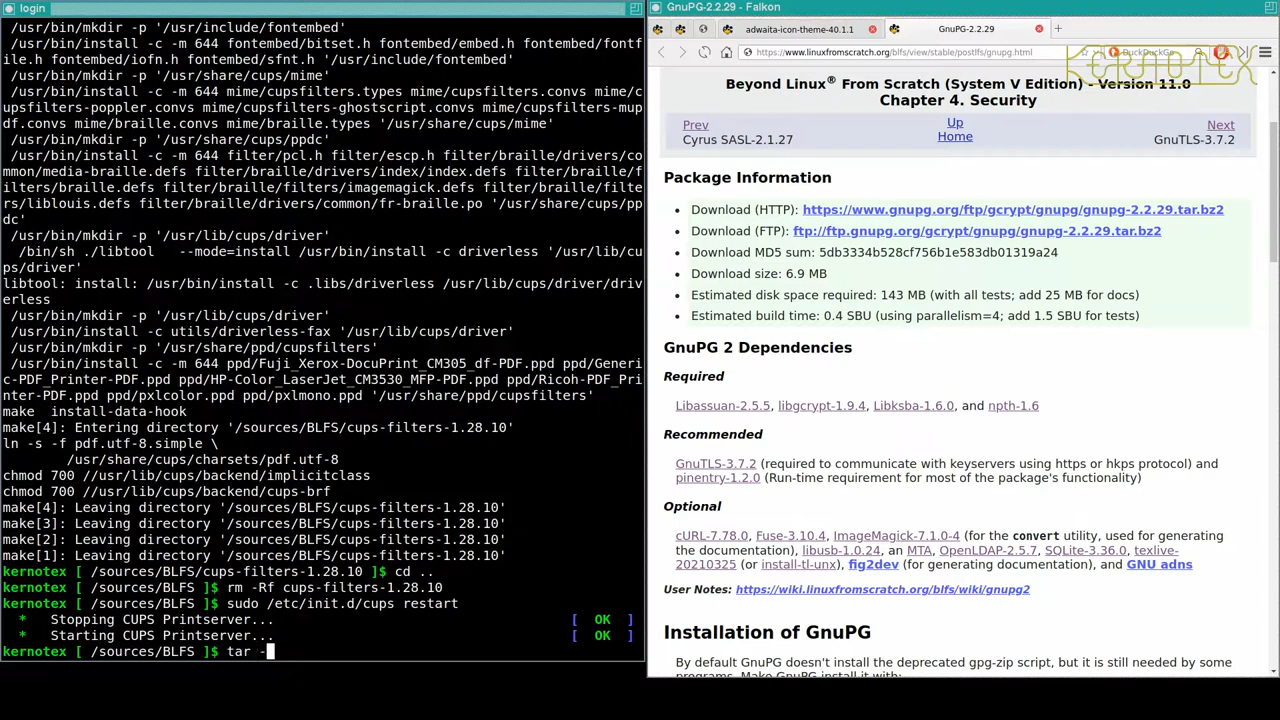 login
/usr/bin/mkdir -p '/usr/include/fontembed'
/usr/bin/install -c -m 644 fontembed/bitset.h fontembed/embed.h fontembed/fontf
ile.h fontembed/iofn.h fontembed/sfnt.h '/usr/include/fontembed'
/usr/bin/mkdir -p '/usr/share/cups/mime'
/usr/bin/install -c -m 644 mime/cupsfilters.types mime/cupsfilters.convs mime/c
upsfilters-poppler.convs mime/cupsfilters-ghostscript.convs mime/cupsfilters-mup
df.convs mime/braille.convs mime/braille.types '/usr/share/cups/mime'
/usr/bin/mkdir -p '/usr/share/cups/ppdc'
/usr/bin/install -c -m 644 filter/pcl.h filter/escp.h filter/braille/drivers/co
mmon/media-braille.defs filter/braille/drivers/index/index.defs filter/braille/f
ilters/braille.defs filter/braille/filters/imagemagick.defs filter/braille/filte
rs/liblouis.defs filter/braille/drivers/common/fr-braille.po '/usr/share/cups/pp
dc'
/usr/bin/mkdir -p '/usr/lib/cups/driver'
/bin/sh ./libtool   --mode=install /usr/bin/install -c driverless '/usr/lib/cu
ps/driver'
libtool: install: /usr/bin/install -c .libs/driverless /usr/lib/cups/driver/driv
erless
/usr/bin/mkdir -p '/usr/lib/cups/driver'
/usr/bin/install -c utils/driverless-fax '/usr/lib/cups/driver'
/usr/bin/mkdir -p '/usr/share/ppd/cupsfilters'
/usr/bin/install -c -m 644 ppd/Fuji_Xerox-DocuPrint_CM305_df-PDF.ppd ppd/Generi
c-PDF_Printer-PDF.ppd ppd/HP-Color_LaserJet_CM3530_MFP-PDF.ppd ppd/Ricoh-PDF_Pri
nter-PDF.ppd ppd/pxlcolor.ppd ppd/pxlmono.ppd '/usr/share/ppd/cupsfilters'
make  install-data-hook
make[4]: Entering directory '/sources/BLFS/cups-filters-1.28.10'
ln -s -f pdf.utf-8.simple \
/usr/share/cups/charsets/pdf.utf-8
chmod 700 //usr/lib/cups/backend/implicitclass
chmod 700 //usr/lib/cups/backend/cups-brf
make[4]: Leaving directory '/sources/BLFS/cups-filters-1.28.10'
make[3]: Leaving directory '/sources/BLFS/cups-filters-1.28.10'
make[2]: Leaving directory '/sources/BLFS/cups-filters-1.28.10'
make[1]: Leaving directory '/sources/BLFS/cups-filters-1.28.10'
kernotex [ /sources/BLFS/cups-filters-1.28.10 ]$ cd ..
kernotex [ /sources/BLFS ]$ rm -Rf cups-filters-1.28.10
kernotex [ /sources/BLFS ]$ sudo /etc/init.d/cups restart
*   Stopping CUPS Printserver... [  OK  ]
*   Starting CUPS Printserver... [  OK  ]
kernotex [ /sources/BLFS ]$ tar -
GnuPG-2.2.29 - Falkon
adwaita-icon-theme-40.1.1
GnuPG-2.2.29
https://www.linuxfromscratch.org/blfs/view/stable/postlfs/gnupg.html
DuckDuckGo
KERNOTEX
Beyond Linux® From Scratch (System V Edition) - Version 11.0
Chapter 4. Security
Prev Up Next
Cyrus SASL-2.1.27 Home GnuTLS-3.7.2
Package Information
• Download (HTTP): https://www.gnupg.org/ftp/gcrypt/gnupg/gnupg-2.2.29.tar.bz2
• Download (FTP): ftp://ftp.gnupg.org/gcrypt/gnupg/gnupg-2.2.29.tar.bz2
• Download MD5 sum: 5db3334b528cf756b1e583db01319a24
• Download size: 6.9 MB
• Estimated disk space required: 143 MB (with all tests; add 25 MB for docs)
• Estimated build time: 0.4 SBU (using parallelism=4; add 1.5 SBU for tests)
GnuPG 2 Dependencies
Required
Libassuan-2.5.5, libgcrypt-1.9.4, Libksba-1.6.0, and npth-1.6
Recommended
GnuTLS-3.7.2 (required to communicate with keyservers using https or hkps protocol) and
pinentry-1.2.0 (Run-time requirement for most of the package's functionality)
Optional
cURL-7.78.0, Fuse-3.10.4, ImageMagick-7.1.0-4 (for the convert utility, used for generating
the documentation), libusb-1.0.24, an MTA, OpenLDAP-2.5.7, SQLite-3.36.0, texlive-
20210325 (or install-tl-unx), fig2dev (for generating documentation), and GNU adns
User Notes: https://wiki.linuxfromscratch.org/blfs/wiki/gnupg2
Installation of GnuPG
By default GnuPG doesn't install the deprecated gpg-zip script, but it is still needed by some
programs. Make GnuPG install it with: